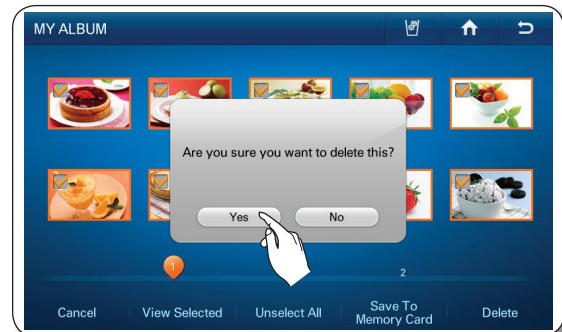 MY ALBUM
Are you sure you want to delete this?
Yes No
1 2
Cancel View Selected Unselect All Save To Memory Card Delete